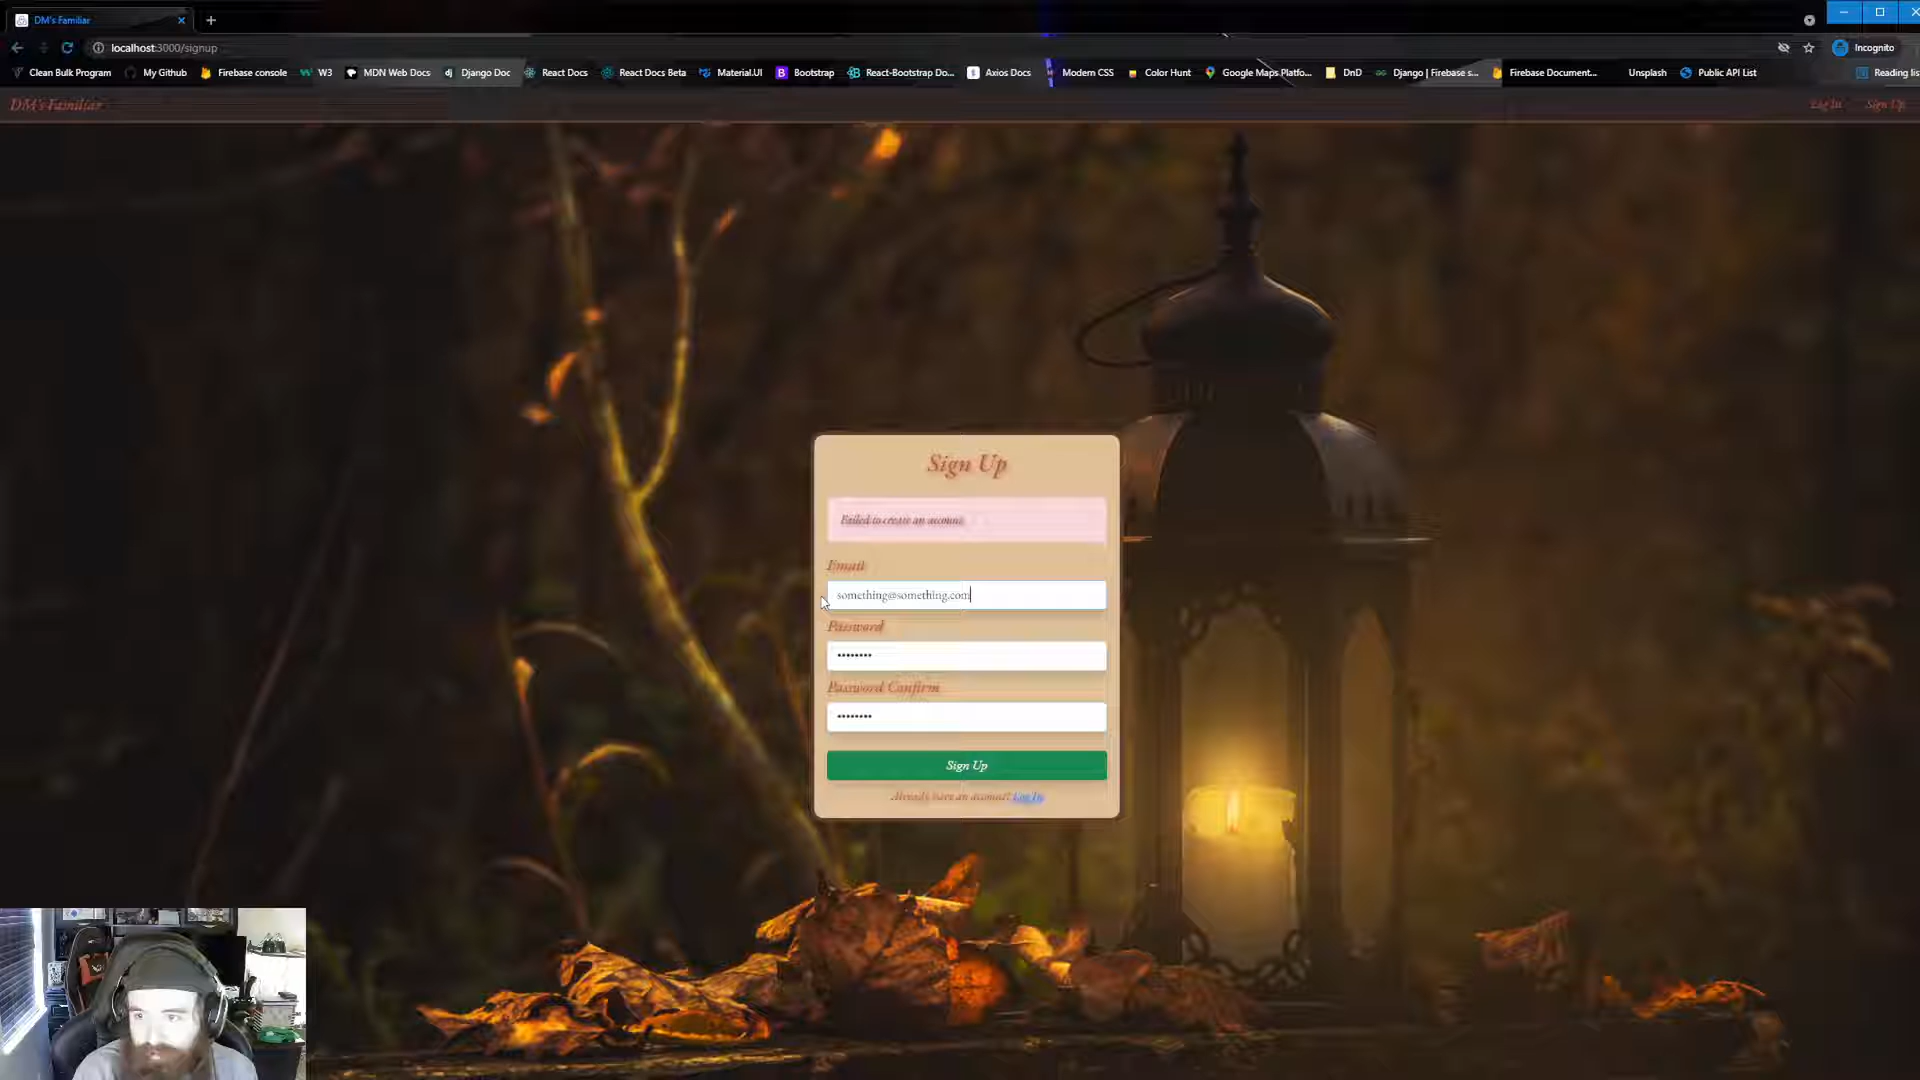 DM's Familiar
localhost:3000/signup
Incognito
Clean Bulk Program My Github Firebase console W3 MDN Web Docs Django Doc React Docs React Docs Beta Material.UI Bootstrap React-Bootstrap Do... Axios Docs Modern CSS Color Hunt Google Maps Platfo... DnD Django | Firebase s... Firebase Document... Unsplash Public API List Reading lis
DM's Familiar Log In Sign Up
Sign Up
Failed to create an account
Email
something@something.com
Password
••••••••
Password Confirm
••••••••
Sign Up
Already have an account? Log In